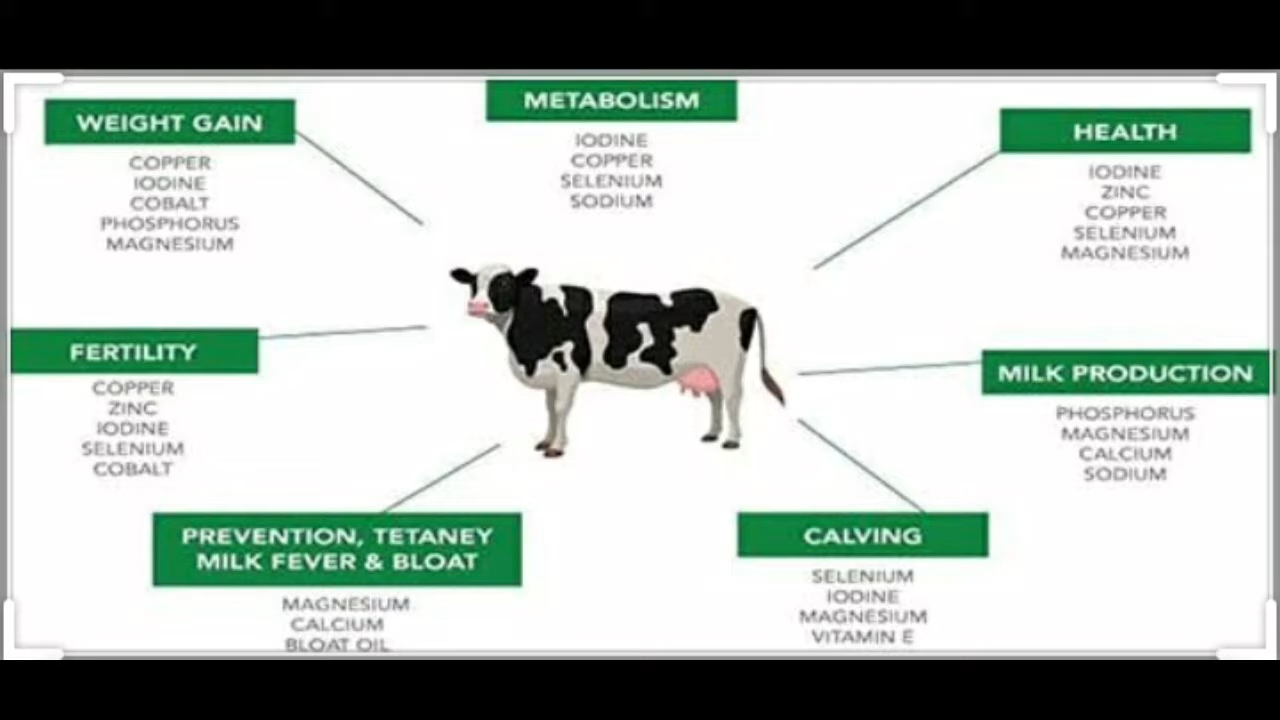 WEIGHT GAIN
COPPER
IODINE
COBALT
PHOSPHORUS
MAGNESIUM
METABOLISM
IODINE
COPPER
SELENIUM
SODIUM
HEALTH
IODINE
ZINC
COPPER
SELENIUM
MAGNESIUM
FERTILITY
COPPER
ZINC
IODINE
SELENIUM
COBALT
MILK PRODUCTION
PHOSPHORUS
MAGNESIUM
CALCIUM
SODIUM
PREVENTION, TETANEY
MILK FEVER & BLOAT
MAGNESIUM
CALCIUM
BLOAT OIL
CALVING
SELENIUM
IODINE
MAGNESIUM
VITAMIN E